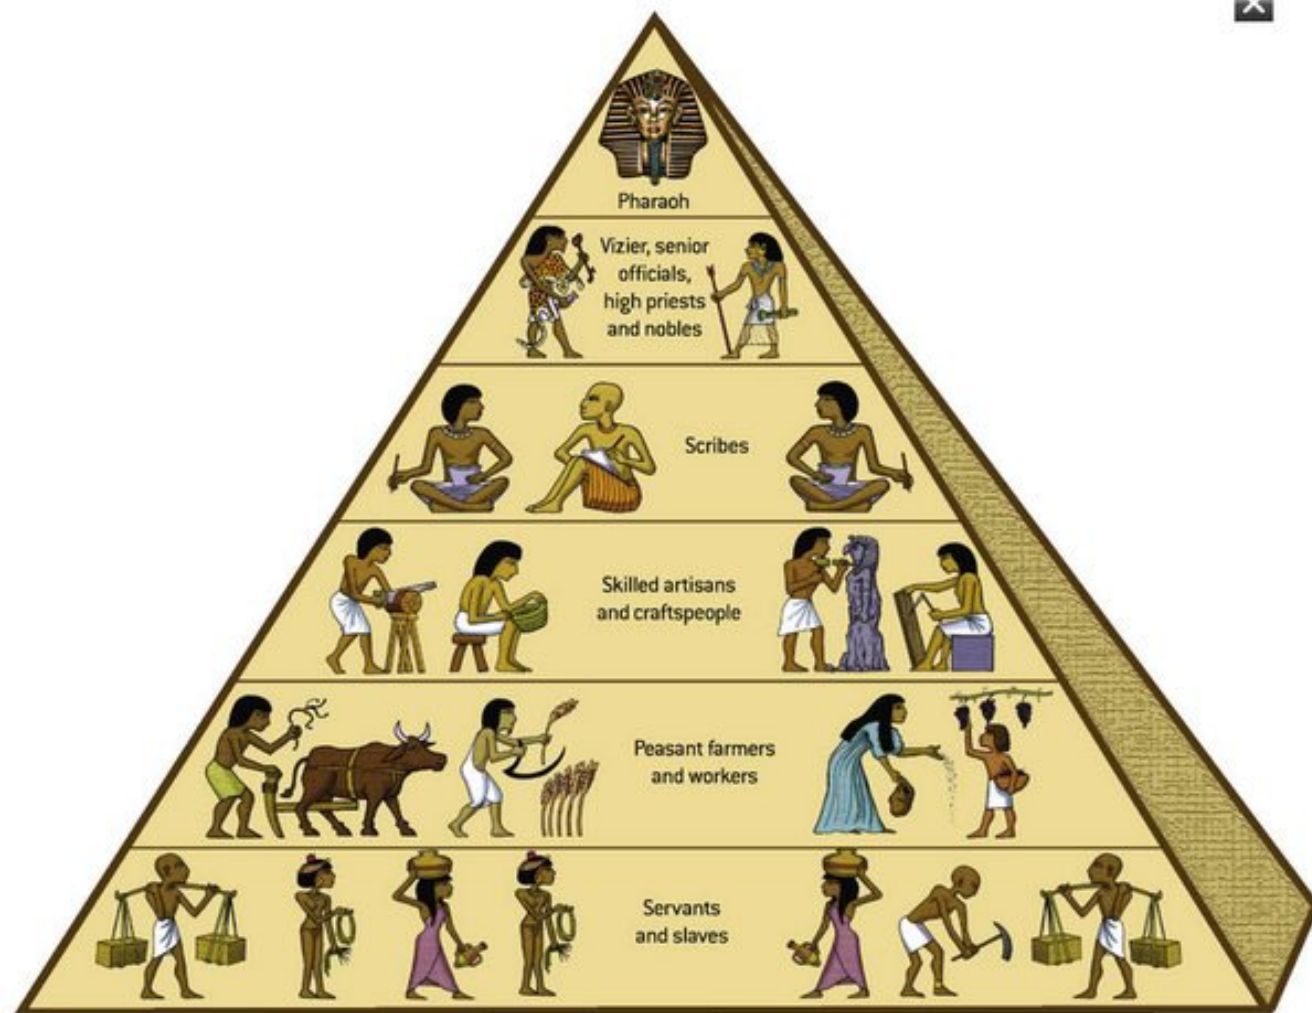 Pharaoh
Vizier, senior
officials,
high priests
and nobles
Scribes
Skilled artisans
and craftspeople
Peasant farmers
and workers
Servants
and slaves